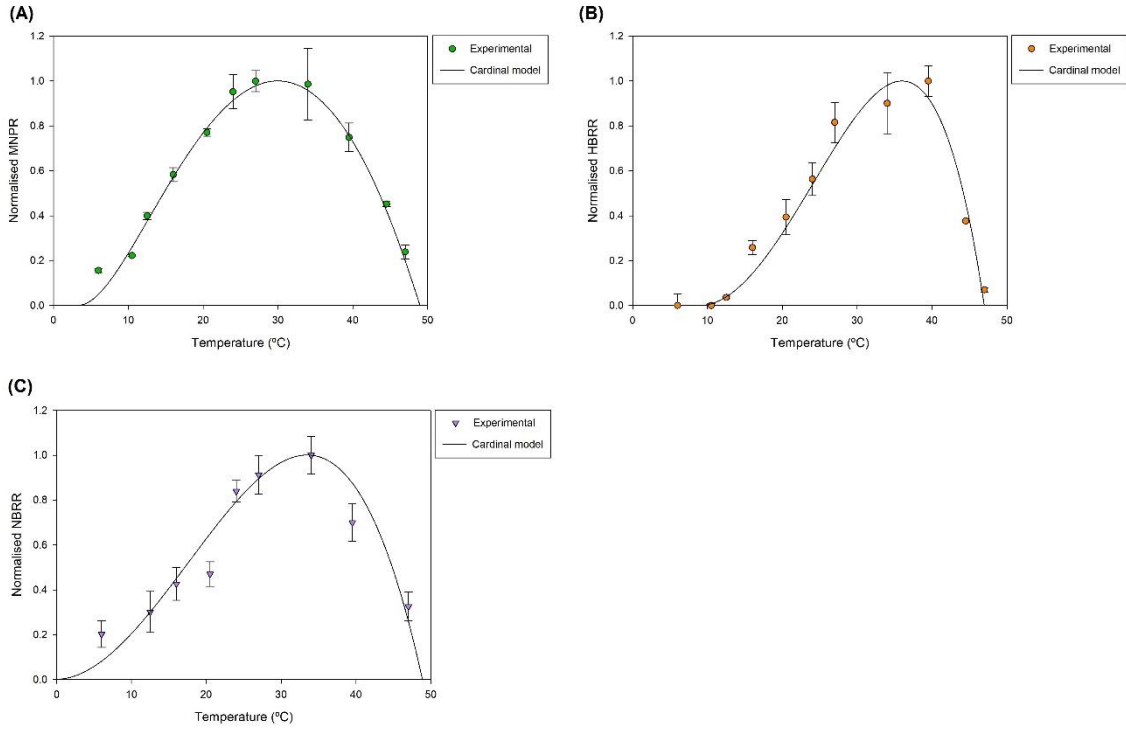 (A)
1.2
1.0
0.8
0.6
0.4
0.2
0.0
0
10
20
30
40
50
Normalised MNPR
Temperature (ºC)
Experimental
Cardinal model
(B)
1.2
1.0
0.8
0.6
0.4
0.2
0.0
0
10
20
30
40
50
Normalised HBRR
Temperature (ºC)
Experimental
Cardinal model
(C)
1.2
1.0
0.8
0.6
0.4
0.2
0.0
0
10
20
30
40
50
Normalised NBRR
Temperature (ºC)
Experimental
Cardinal model